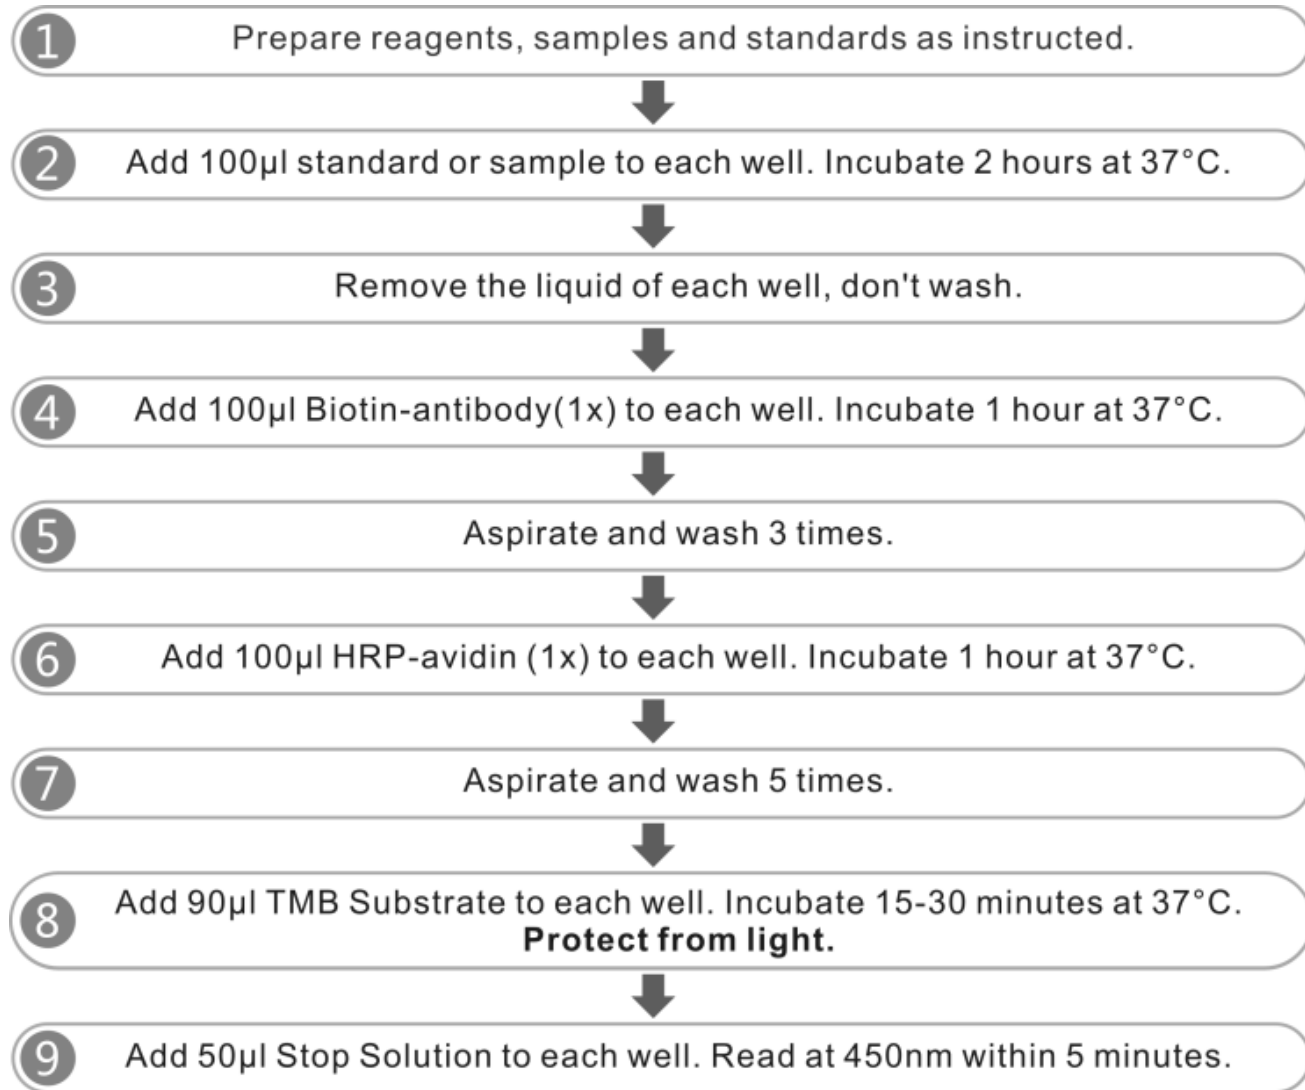 1 Prepare reagents, samples and standards as instructed.
2 Add 100µl standard or sample to each well. Incubate 2 hours at 37°C.
3 Remove the liquid of each well, don't wash.
4 Add 100µl Biotin-antibody(1x) to each well. Incubate 1 hour at 37°C.
5 Aspirate and wash 3 times.
6 Add 100µl HRP-avidin (1x) to each well. Incubate 1 hour at 37°C.
7 Aspirate and wash 5 times.
8 Add 90µl TMB Substrate to each well. Incubate 15-30 minutes at 37°C.
Protect from light.
9 Add 50µl Stop Solution to each well. Read at 450nm within 5 minutes.